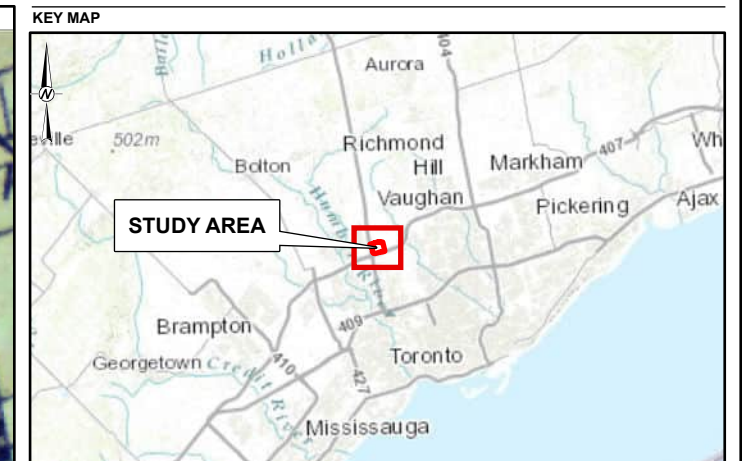 KEY MAP
N
Holla
404
Aurora
502m
Richmond
Hill
Bolton
Markham
407
Wh
Vaughan
Pickering
Ajax
Humber River
STUDY AREA
409
Brampton
Toronto
Georgetown
Credit River
410
427
Mississauga